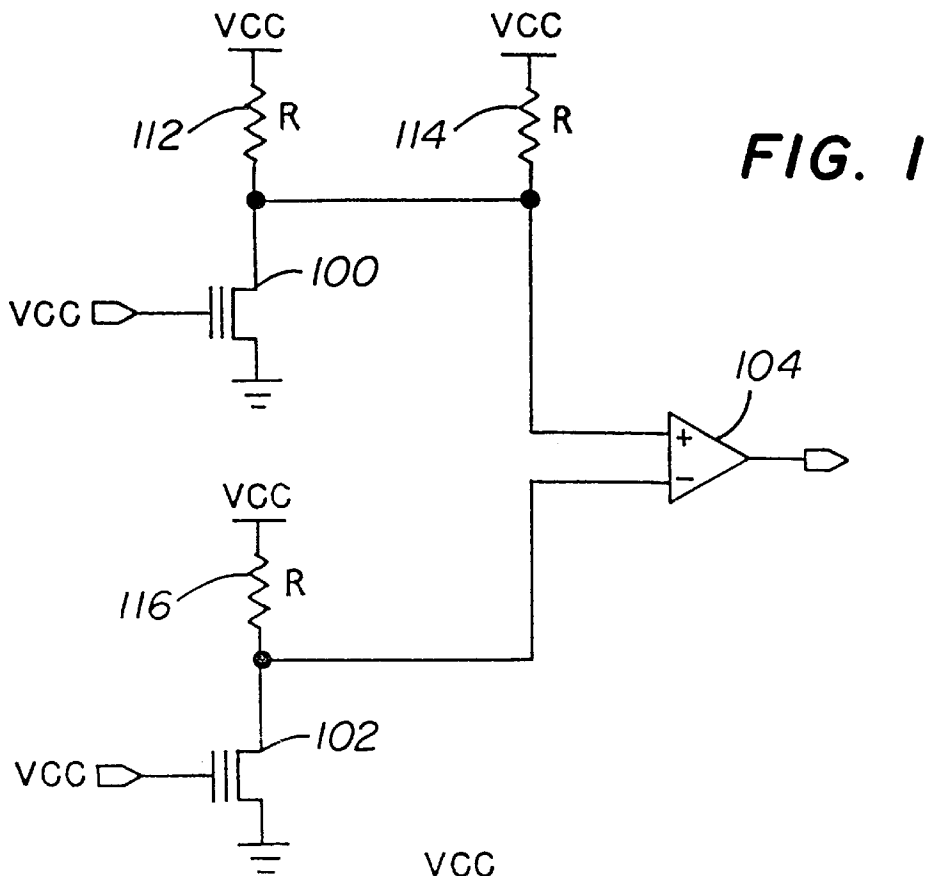 VCC VCC
112 R 114 R
FIG. 1
100
VCC
104
+
-
VCC
116 R
102
VCC
VCC